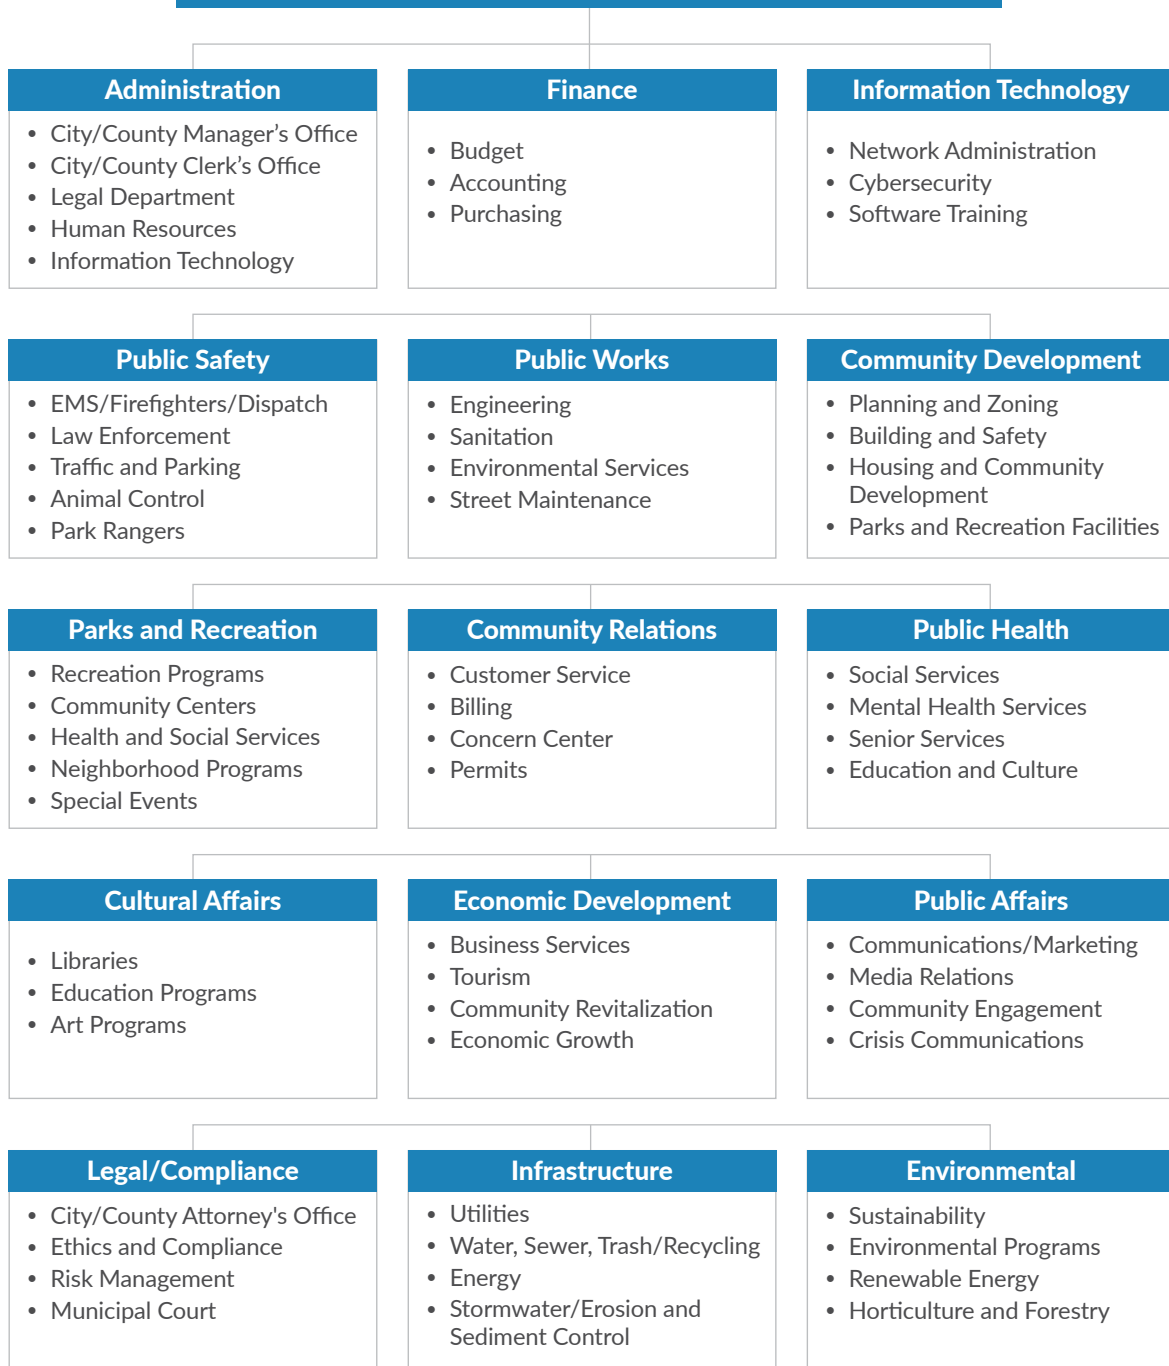 Administration
• City/County Manager’s Office
• City/County Clerk’s Office
• Legal Department
• Human Resources
• Information Technology
Finance
• Budget
• Accounting
• Purchasing
Information Technology
• Network Administration
• Cybersecurity
• Software Training
Public Safety
• EMS/Firefighters/Dispatch
• Law Enforcement
• Traffic and Parking
• Animal Control
• Park Rangers
Public Works
• Engineering
• Sanitation
• Environmental Services
• Street Maintenance
Community Development
• Planning and Zoning
• Building and Safety
• Housing and Community
Development
• Parks and Recreation Facilities
Parks and Recreation
• Recreation Programs
• Community Centers
• Health and Social Services
• Neighborhood Programs
• Special Events
Community Relations
• Customer Service
• Billing
• Concern Center
• Permits
Public Health
• Social Services
• Mental Health Services
• Senior Services
• Education and Culture
Cultural Affairs
• Libraries
• Education Programs
• Art Programs
Economic Development
• Business Services
• Tourism
• Community Revitalization
• Economic Growth
Public Affairs
• Communications/Marketing
• Media Relations
• Community Engagement
• Crisis Communications
Legal/Compliance
• City/County Attorney's Office
• Ethics and Compliance
• Risk Management
• Municipal Court
Infrastructure
• Utilities
• Water, Sewer, Trash/Recycling
• Energy
• Stormwater/Erosion and
Sediment Control
Environmental
• Sustainability
• Environmental Programs
• Renewable Energy
• Horticulture and Forestry